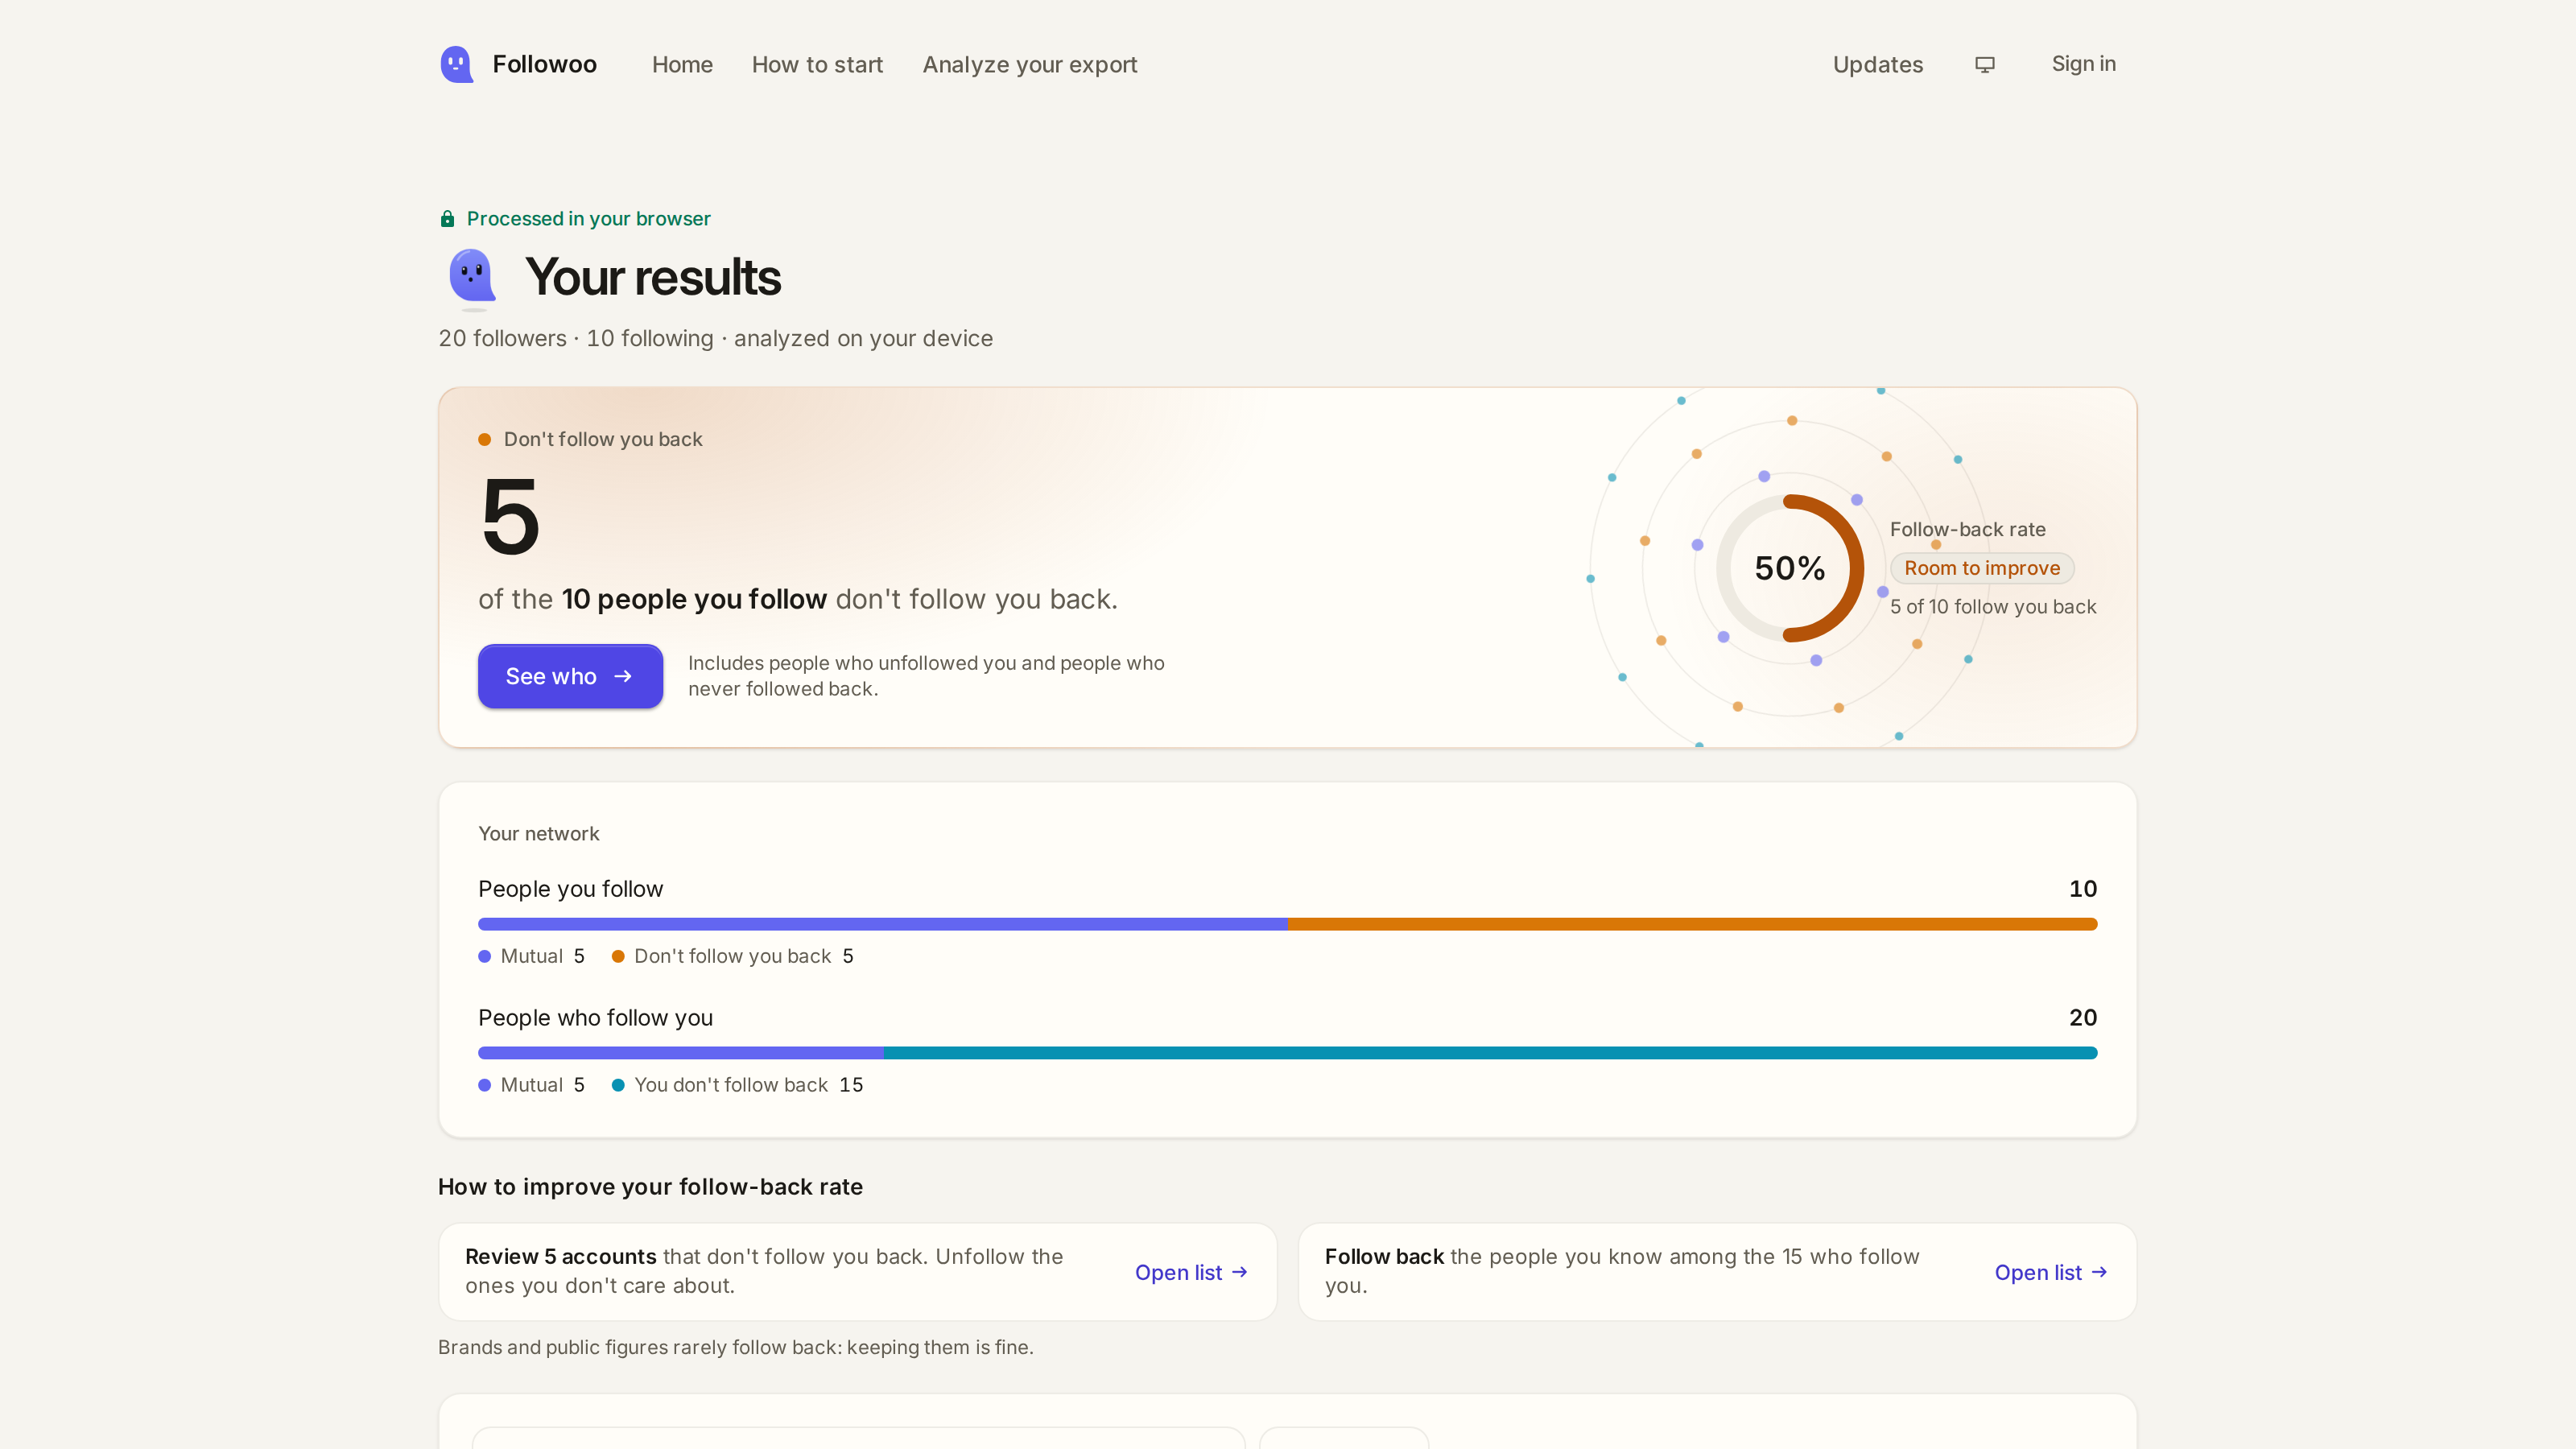 Followoo Home How to start Analyze your export Updates Sign in
Processed in your browser
Your results
20 followers · 10 following · analyzed on your device
Don't follow you back
5
of the 10 people you follow don't follow you back.
See who →
Includes people who unfollowed you and people who
never followed back.
50%
Follow-back rate
Room to improve
5 of 10 follow you back
Your network
People you follow 10
Mutual 5 Don't follow you back 5
People who follow you 20
Mutual 5 You don't follow back 15
How to improve your follow-back rate
Review 5 accounts that don't follow you back. Unfollow the
ones you don't care about.
Open list →
Follow back the people you know among the 15 who follow
you.
Open list →
Brands and public figures rarely follow back: keeping them is fine.